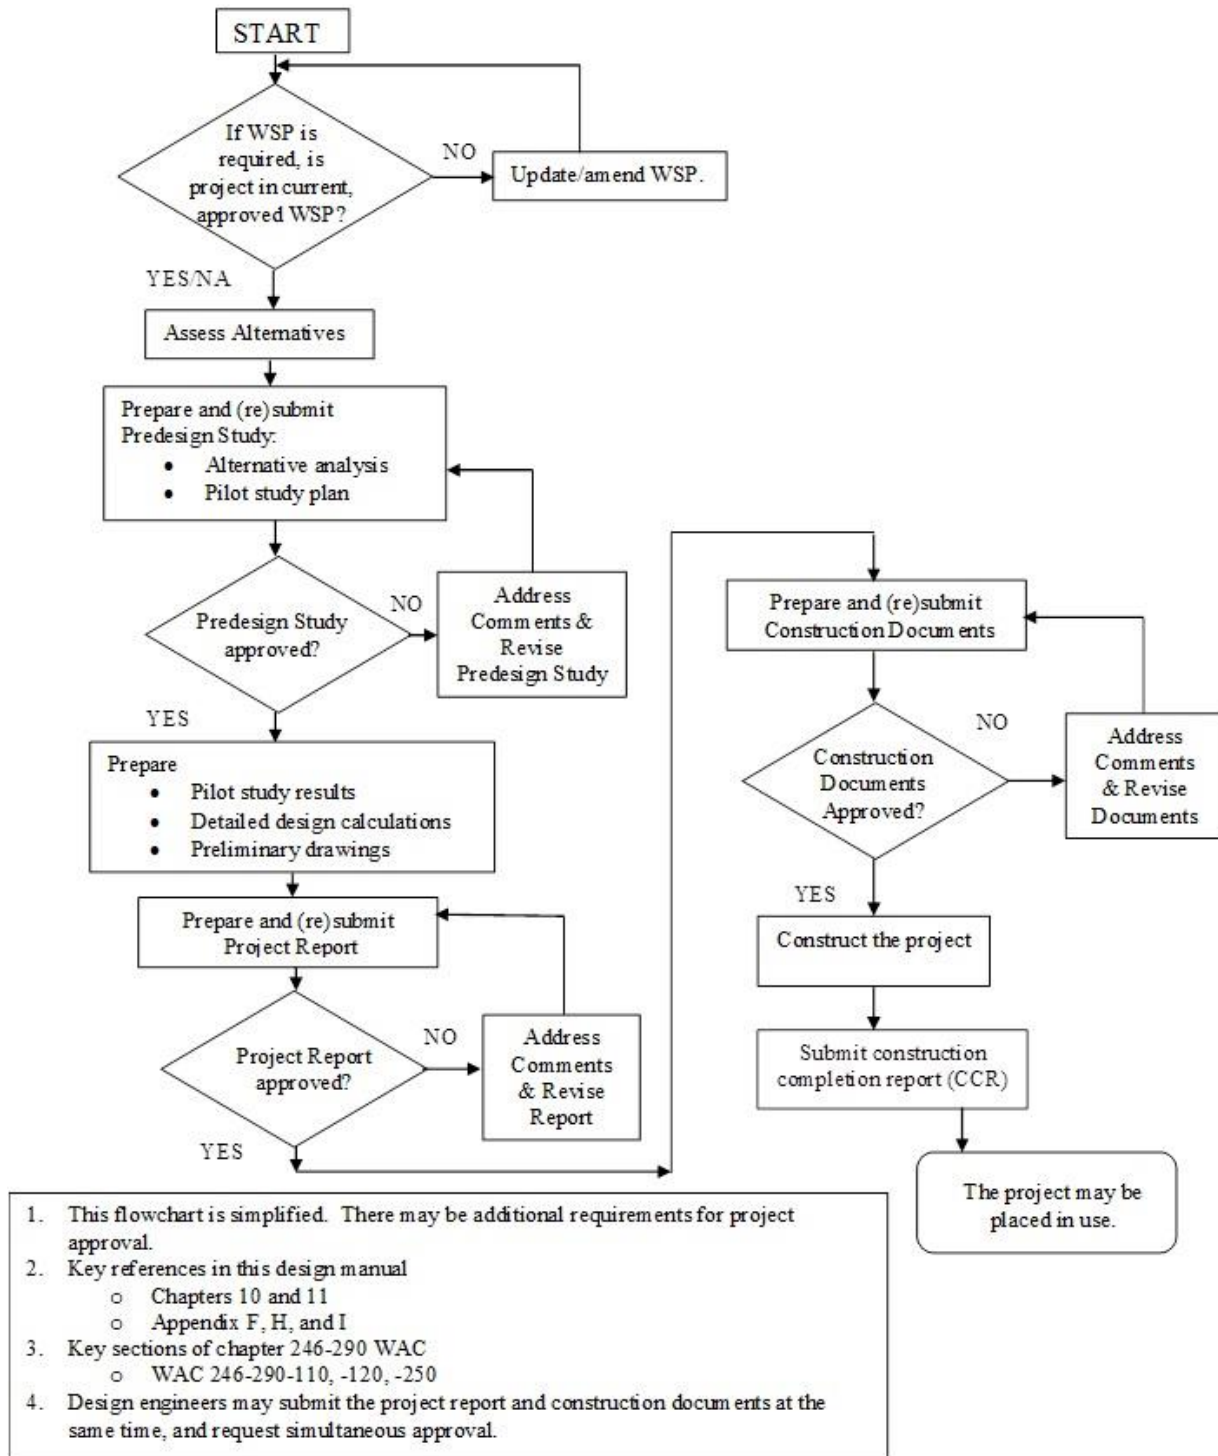 START
If WSP is
required, is
project in current,
approved WSP?
NO
Update/amend WSP.
YES/NA
Assess Alternatives
Prepare and (re)submit
Predesign Study:
• Alternative analysis
• Pilot study plan
Predesign Study
approved?
NO
Address
Comments &
Revise
Predesign Study
YES
Prepare
• Pilot study results
• Detailed design calculations
• Preliminary drawings
Prepare and (re)submit
Project Report
Project Report
approved?
NO
Address
Comments
& Revise
Report
YES
Prepare and (re)submit
Construction Documents
Construction
Documents
Approved?
NO
Address
Comments
& Revise
Documents
YES
Construct the project
Submit construction
completion report (CCR)
The project may be
placed in use.
1. This flowchart is simplified. There may be additional requirements for project
approval.
2. Key references in this design manual
o Chapters 10 and 11
o Appendix F, H, and I
3. Key sections of chapter 246-290 WAC
o WAC 246-290-110, -120, -250
4. Design engineers may submit the project report and construction documents at the
same time, and request simultaneous approval.